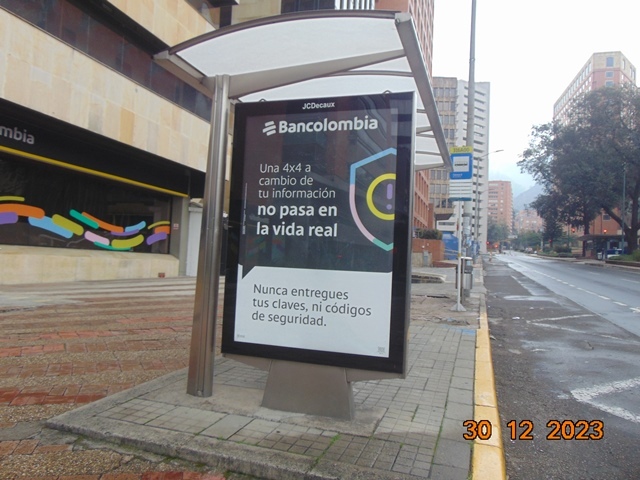 JCDecaux
Bancolombia
Una 4x4 a
cambio de
tu información
no pasa en
la vida real
Nunca entregues
tus claves, ni códigos
de seguridad.
mbia
30 12 2023